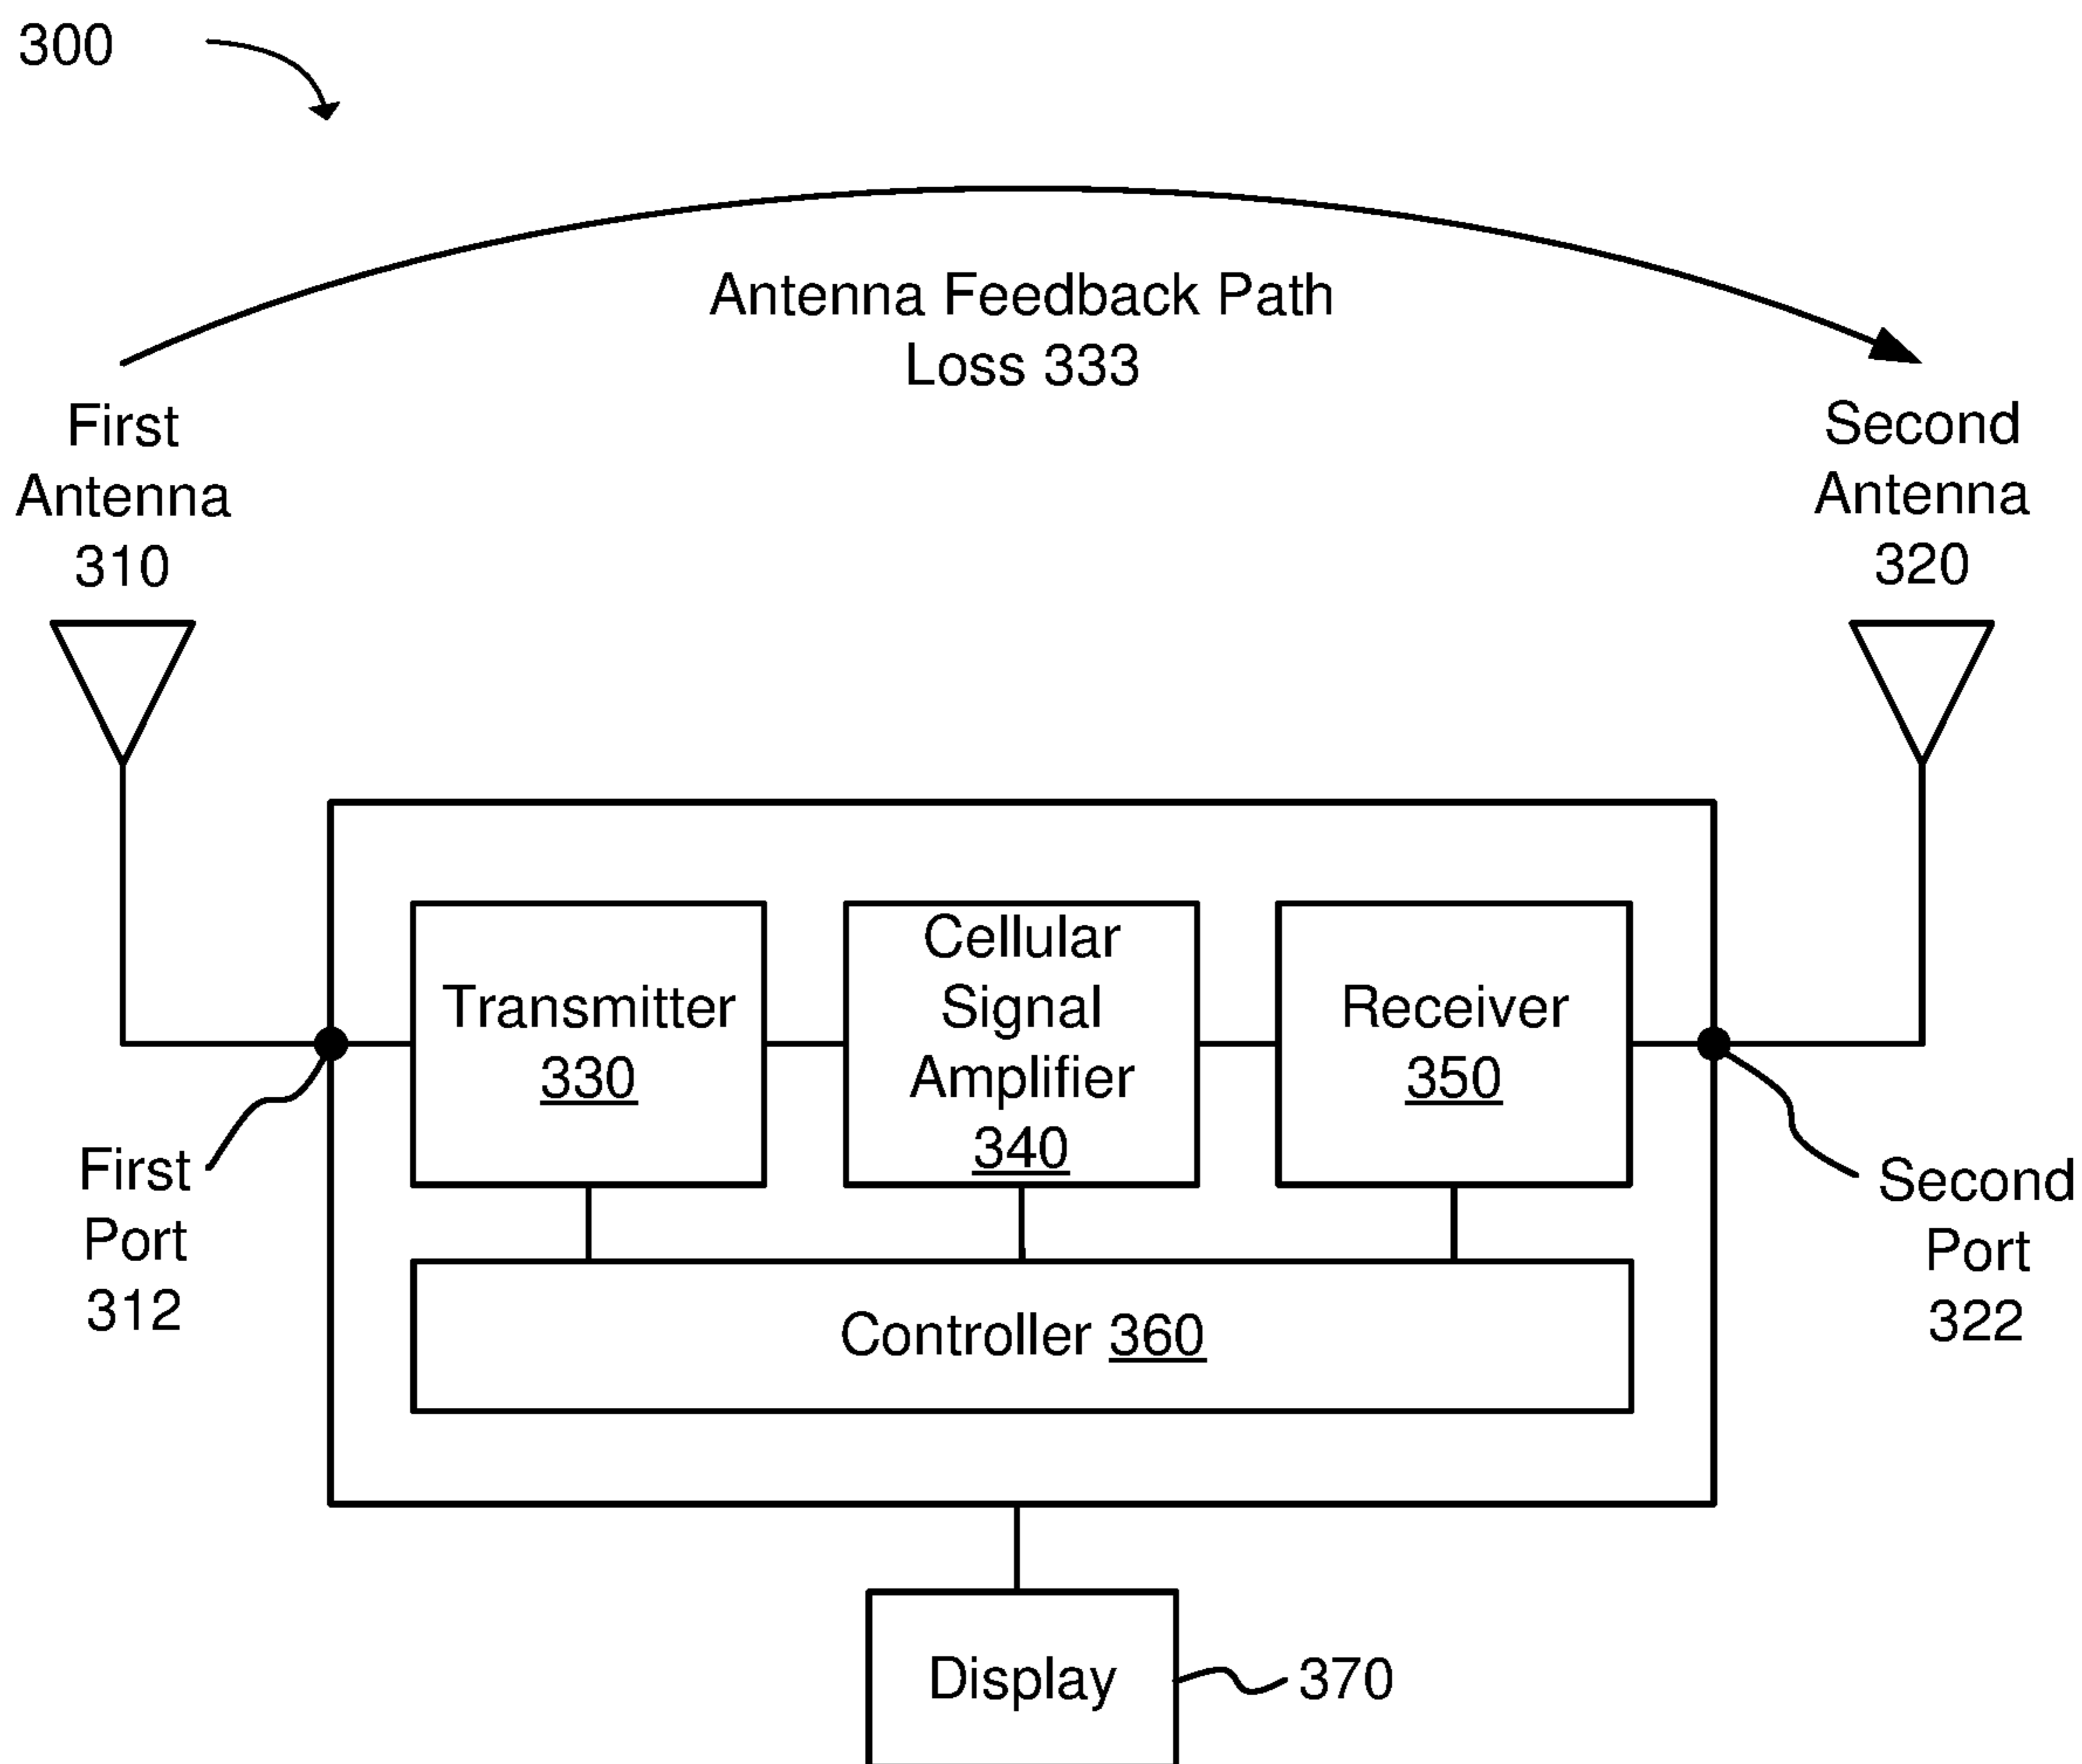 300
Antenna Feedback Path
Loss 333
First
Antenna
310
Second
Antenna
320
Transmitter
330
Cellular
Signal
Amplifier
340
Receiver
350
First
Port
312
Second
Port
322
Controller 360
Display
370